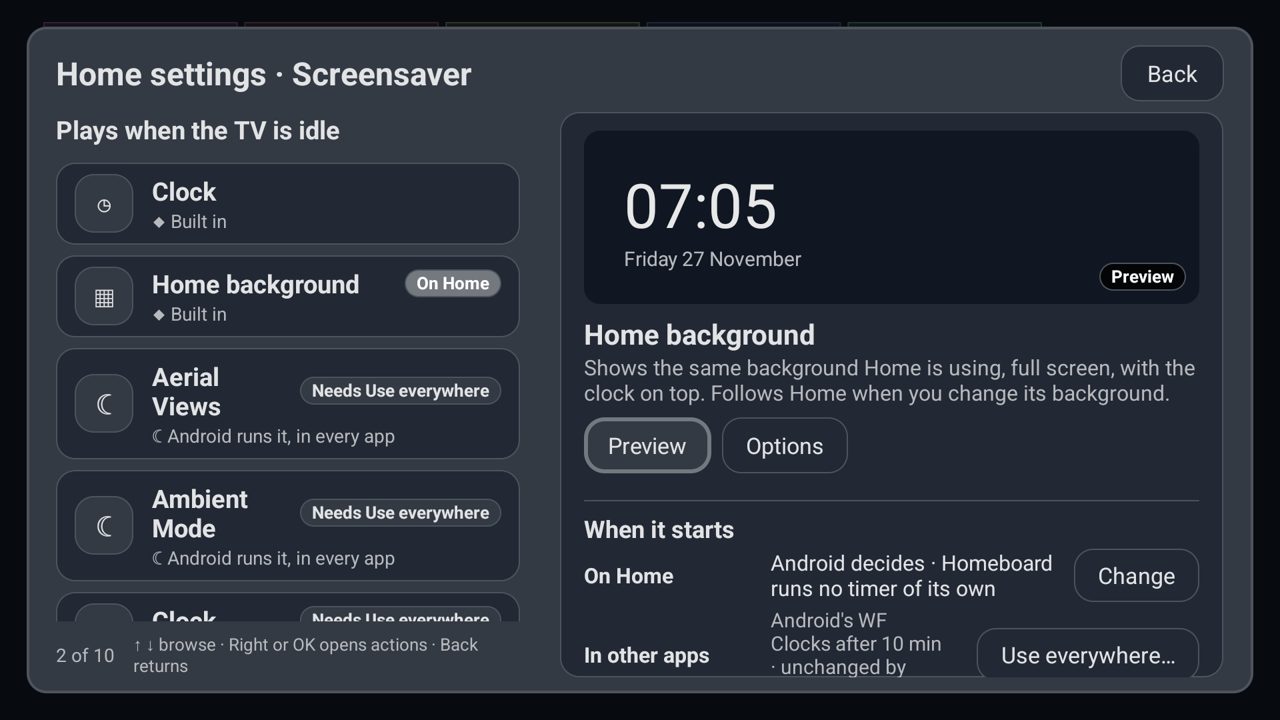 Home settings · Screensaver
Back
Plays when the TV is idle
Clock
◆ Built in
Home background
On Home
◆ Built in
Aerial
Views
Needs Use everywhere
☾ Android runs it, in every app
Ambient
Mode
Needs Use everywhere
☾ Android runs it, in every app
Clock
Needs Use everywhere
2 of 10
↑ ↓ browse · Right or OK opens actions · Back
returns
07:05
Friday 27 November
Preview
Home background
Shows the same background Home is using, full screen, with the
clock on top. Follows Home when you change its background.
Preview
Options
When it starts
On Home
Android decides · Homeboard
runs no timer of its own
Change
In other apps
Android's WF
Clocks after 10 min
· unchanged by
Use everywhere…